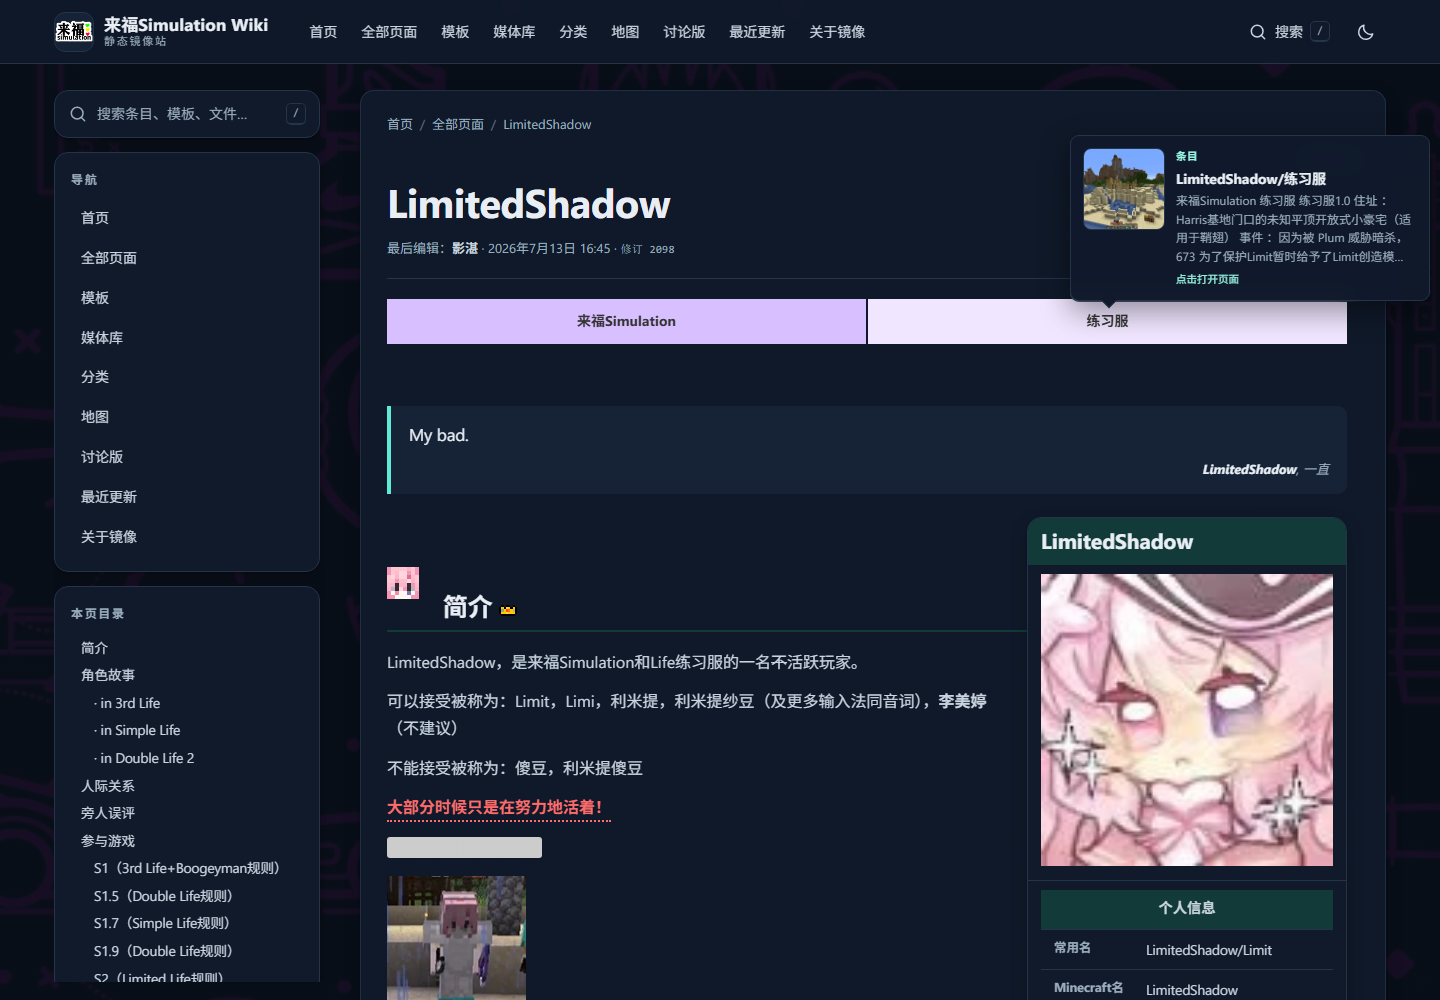 来福Simulation Wiki
静态镜像站
首页 全部页面 模板 媒体库 分类 地图 讨论版 最近更新 关于镜像
搜索 /
搜索条目、模板、文件... /
导航
首页
全部页面
模板
媒体库
分类
地图
讨论版
最近更新
关于镜像
本页目录
简介
角色故事
· in 3rd Life
· in Simple Life
· in Double Life 2
人际关系
旁人误评
参与游戏
S1（3rd Life+Boogeyman规则）
S1.5（Double Life规则）
S1.7（Simple Life规则）
S1.9（Double Life规则）
S2（Limited Life规则）
首页 / 全部页面 / LimitedShadow
LimitedShadow
最后编辑：影湛 · 2026年7月13日 16:45 · 修订 2098
条目
LimitedShadow/练习服
来福Simulation 练习服 练习服1.0 住址 ：
Harris基地门口的未知平顶开放式小豪宅（适
用于鞘翅） 事件 ：因为被 Plum 威胁暗杀，
673 为了保护Limit暂时给予了Limit创造模...
点击打开页面
来福Simulation
练习服
My bad.
LimitedShadow, 一直
简介
LimitedShadow，是来福Simulation和Life练习服的一名不活跃玩家。
可以接受被称为：Limit，Limi，利米提，利米提纱豆（及更多输入法同音词），李美婷
（不建议）
不能接受被称为：傻豆，利米提傻豆
大部分时候只是在努力地活着！
LimitedShadow
个人信息
常用名 LimitedShadow/Limit
Minecraft名 LimitedShadow